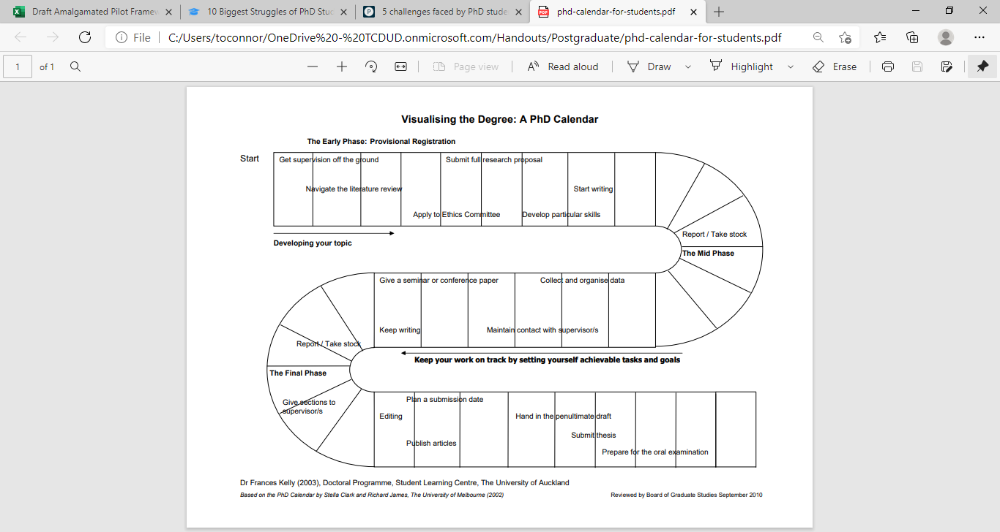 Draft Amalgamated Pilot Framew
10 Biggest Struggles of PhD Stuc
5 challenges faced by PhD stude
phd-calendar-for-students.pdf
File
C:/Users/toconnor/OneDrive%20-%20TCDUD.onmicrosoft.com/Handouts/Postgraduate/phd-calendar-for-students.pdf
1 of 1
Page view
Read aloud
Draw
Highlight
Erase
Visualising the Degree: A PhD Calendar
The Early Phase: Provisional Registration
Start
Get supervision off the ground
Submit full research proposal
Navigate the literature review
Start writing
Apply to Ethics Committee
Develop particular skills
Developing your topic
Report / Take stock
The Mid Phase
Give a seminar or conference paper
Collect and organise data
Keep writing
Maintain contact with supervisor/s
Keep your work on track by setting yourself achievable tasks and goals
Report / Take stock
The Final Phase
Give sections to
supervisor/s
Plan a submission date
Editing
Hand in the penultimate draft
Submit thesis
Publish articles
Prepare for the oral examination
Dr Frances Kelly (2003), Doctoral Programme, Student Learning Centre, The University of Auckland
Based on the PhD Calendar by Stella Clark and Richard James, The University of Melbourne (2002)
Reviewed by Board of Graduate Studies September 2010